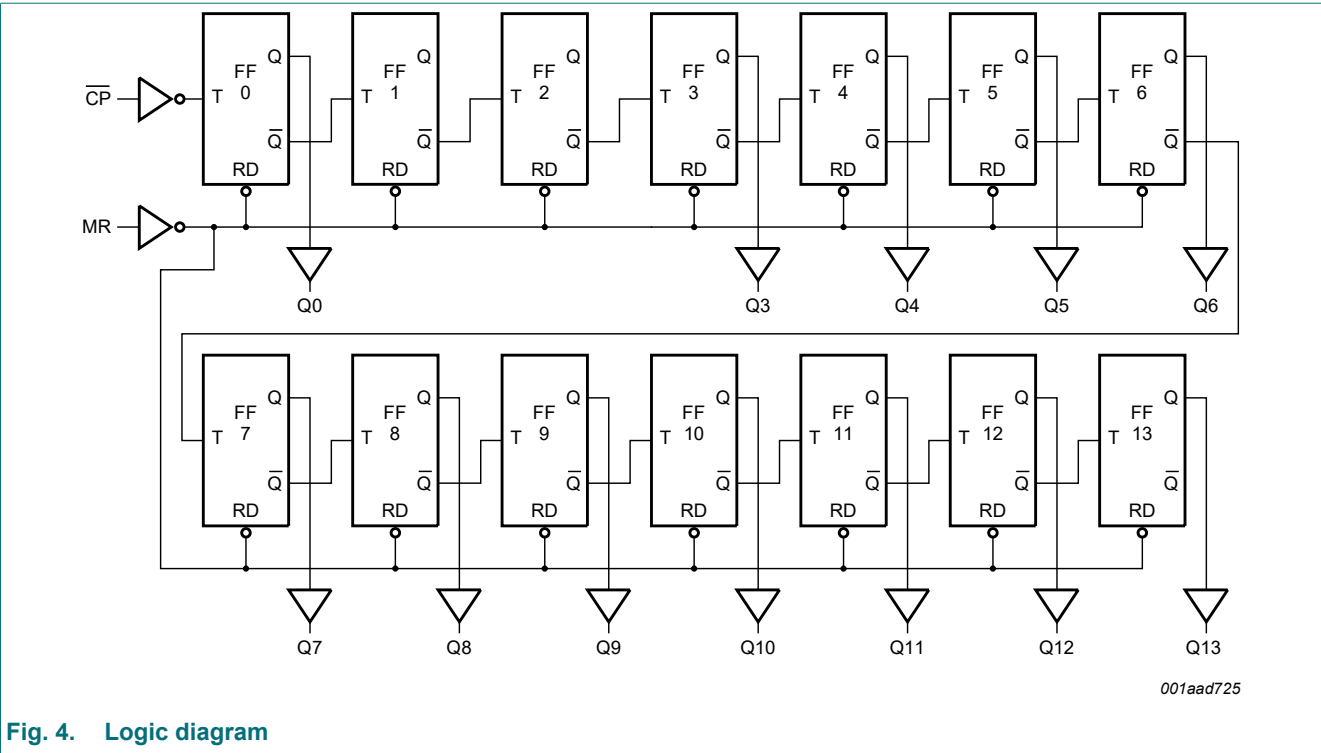 Q Q Q Q Q Q Q
FF FF FF FF FF FF FF
CP̅ T 0 T 1 T 2 T 3 T 4 T 5 T 6
Q̅ Q̅ Q̅ Q̅ Q̅ Q̅ Q̅
RD RD RD RD RD RD RD
MR
Q0 Q3 Q4 Q5 Q6
Q Q Q Q Q Q Q
FF FF FF FF FF FF FF
T 7 T 8 T 9 T 10 T 11 T 12 T 13
Q̅ Q̅ Q̅ Q̅ Q̅ Q̅ Q̅
RD RD RD RD RD RD RD
Q7 Q8 Q9 Q10 Q11 Q12 Q13
001aad725
Fig. 4. Logic diagram